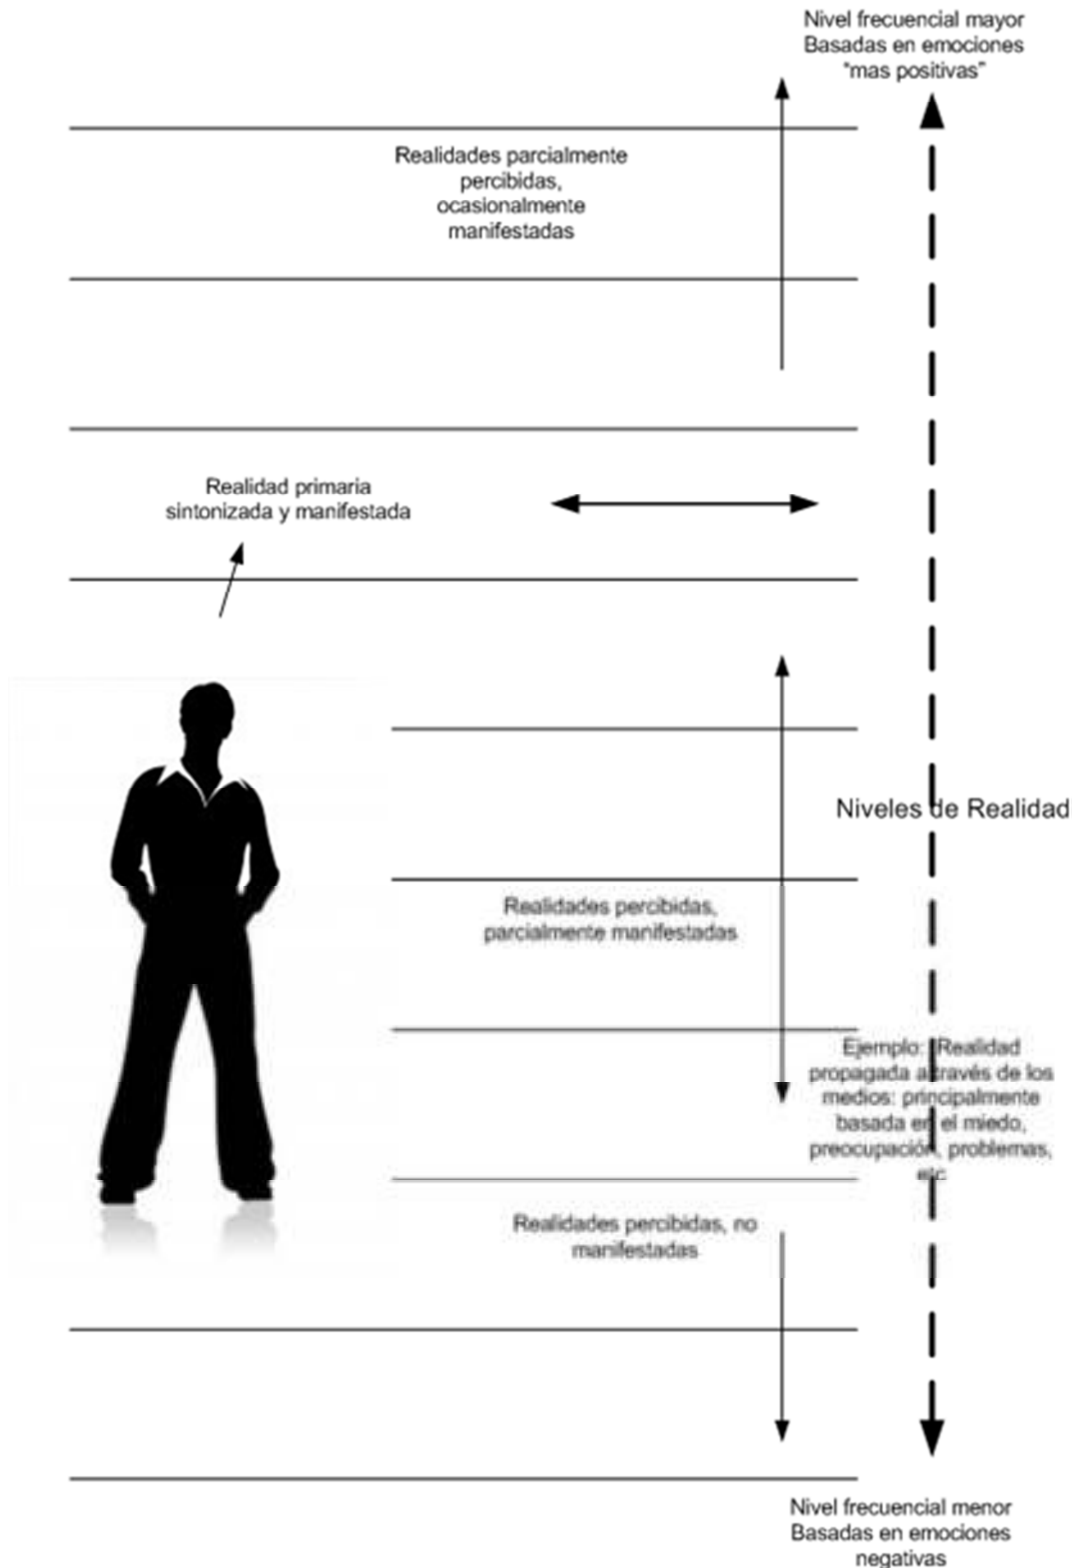 Nivel frecuencial mayor
Basadas en emociones
"mas positivas"
Realidades parcialmente
percibidas,
ocasionalmente
manifestadas
Realidad primaria
sintonizada y manifestada
Niveles de Realidad
Realidades percibidas,
parcialmente manifestadas
Ejemplo: Realidad
propagada a través de los
medios: principalmente
basada en el miedo,
preocupación, problemas,
etc
Realidades percibidas, no
manifestadas
Nivel frecuencial menor
Basadas en emociones
negativas